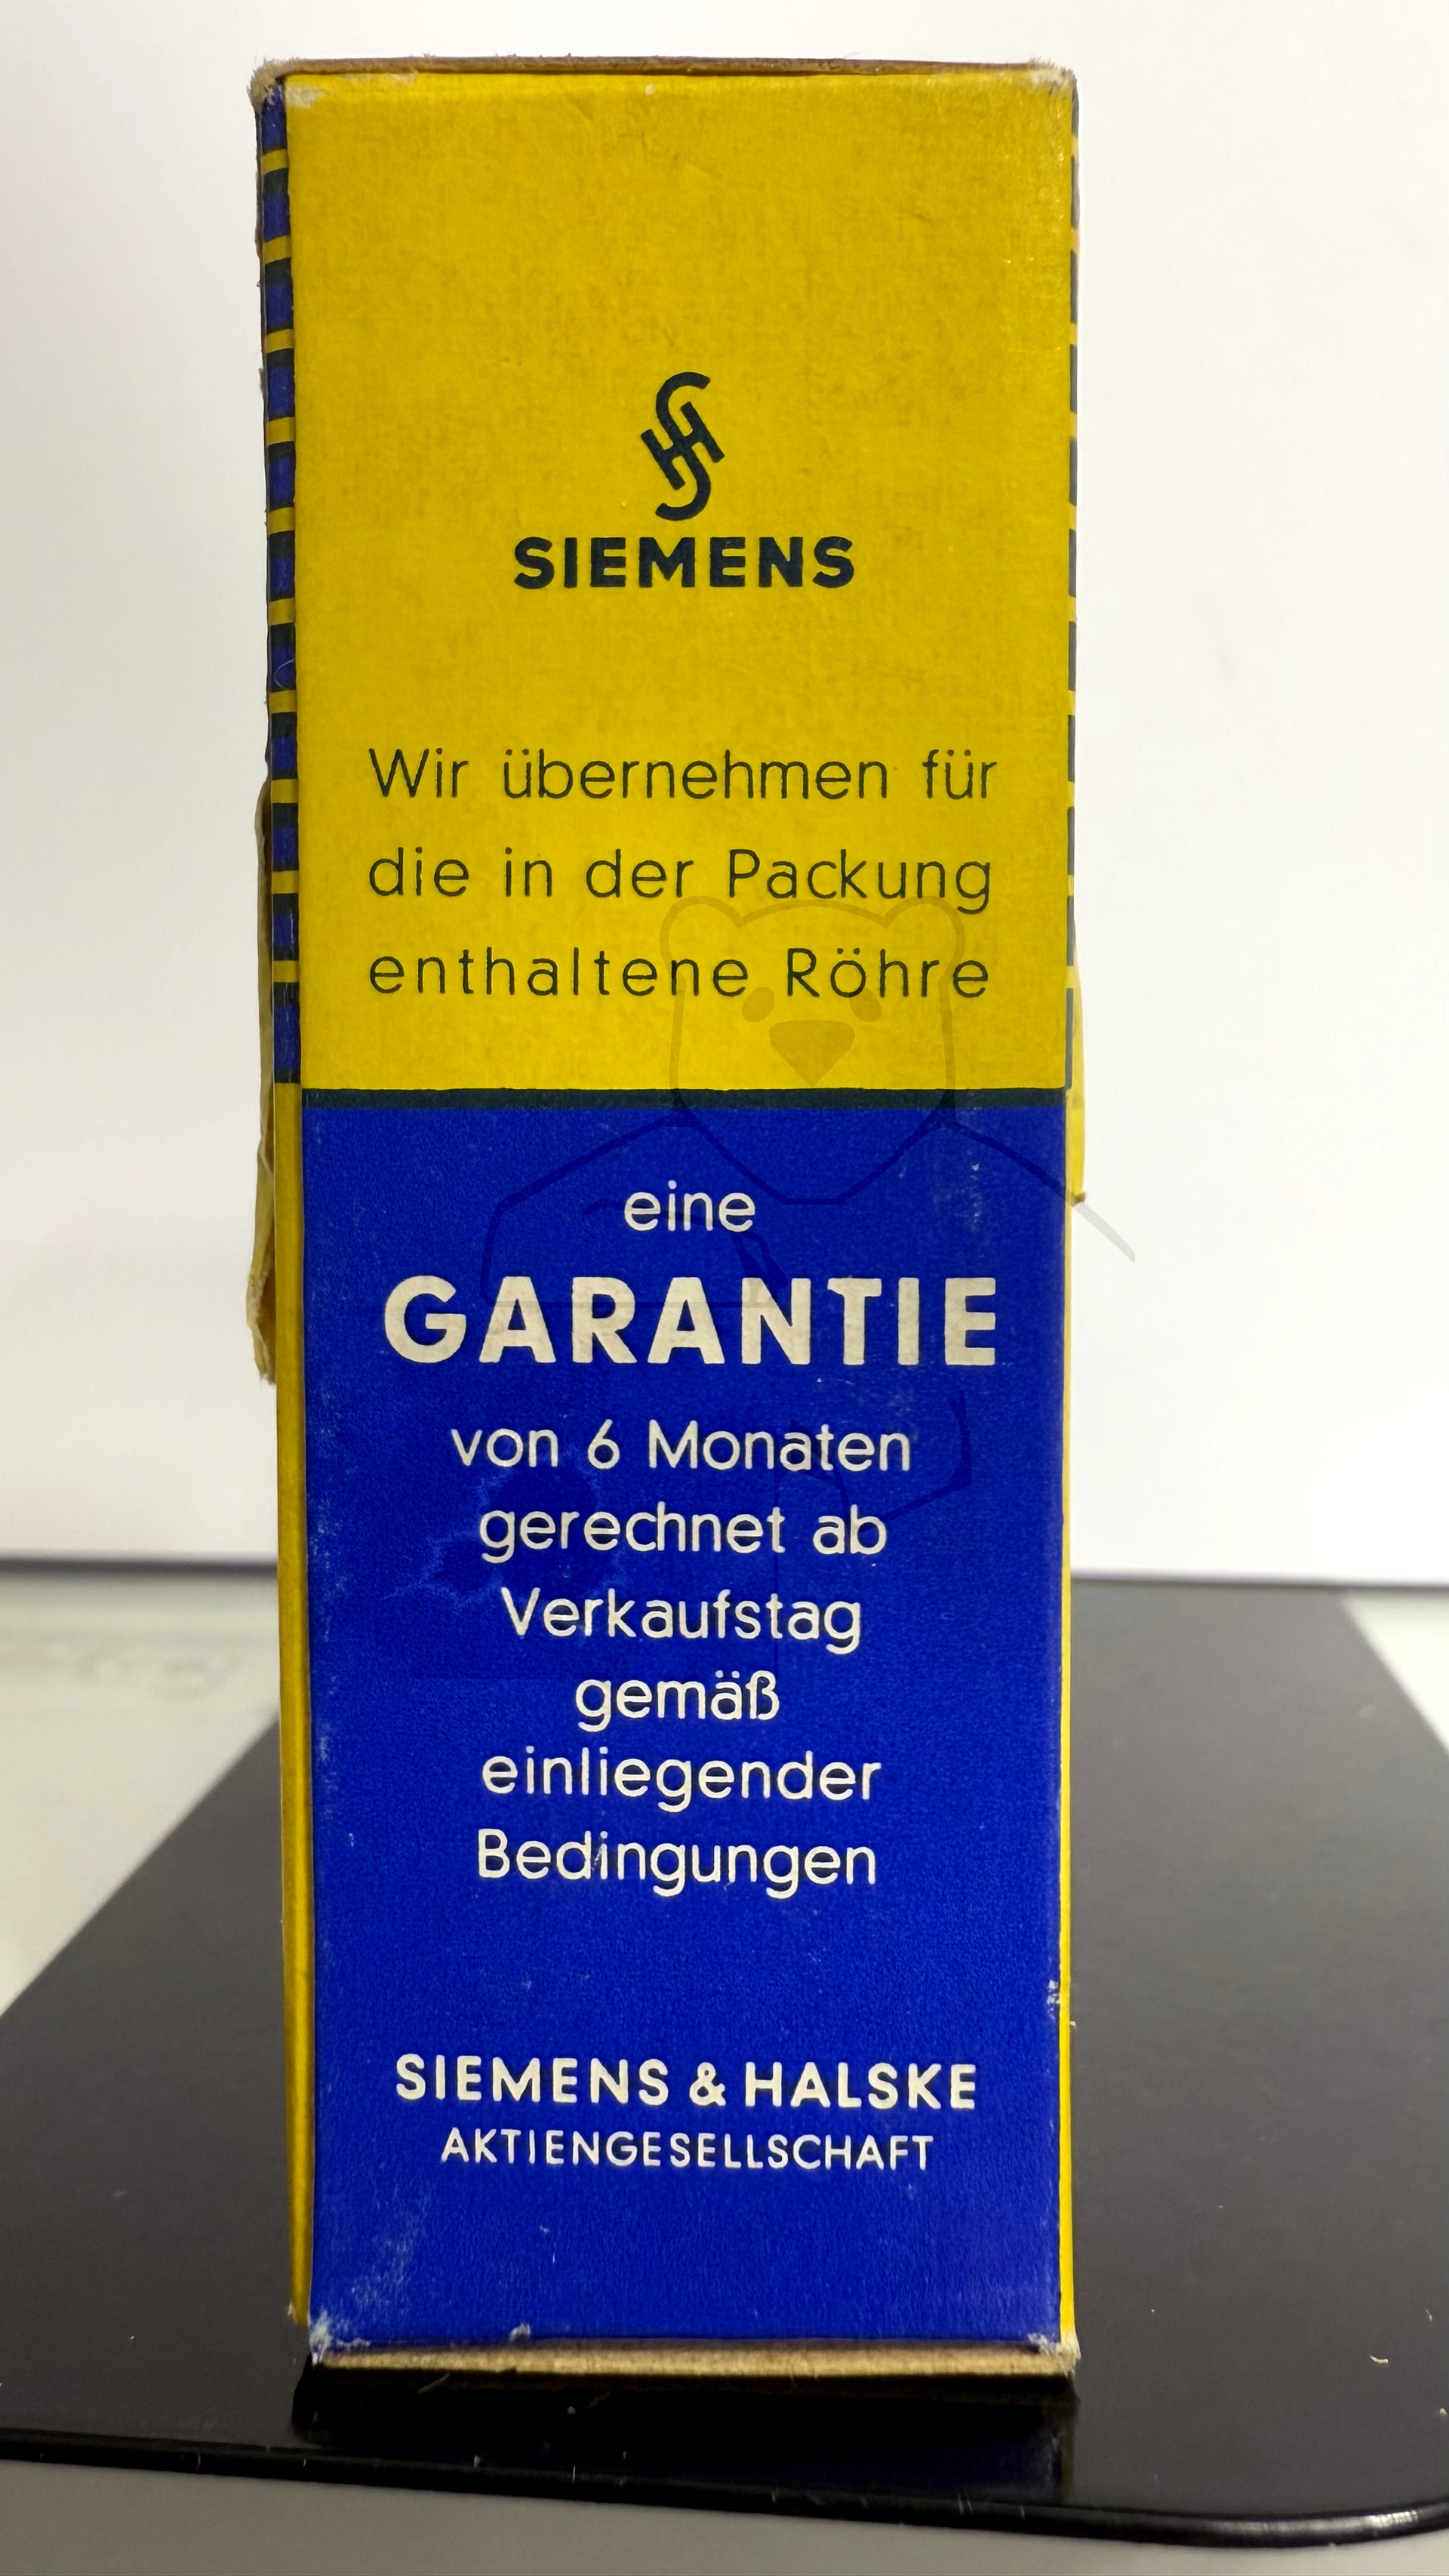 SIEMENS
Wir übernehmen für
die in der Packung
enthaltene Röhre
eine
GARANTIE
von 6 Monaten
gerechnet ab
Verkaufstag
gemäß
einliegender
Bedingungen
SIEMENS & HALSKE
AKTIENGESELLSCHAFT